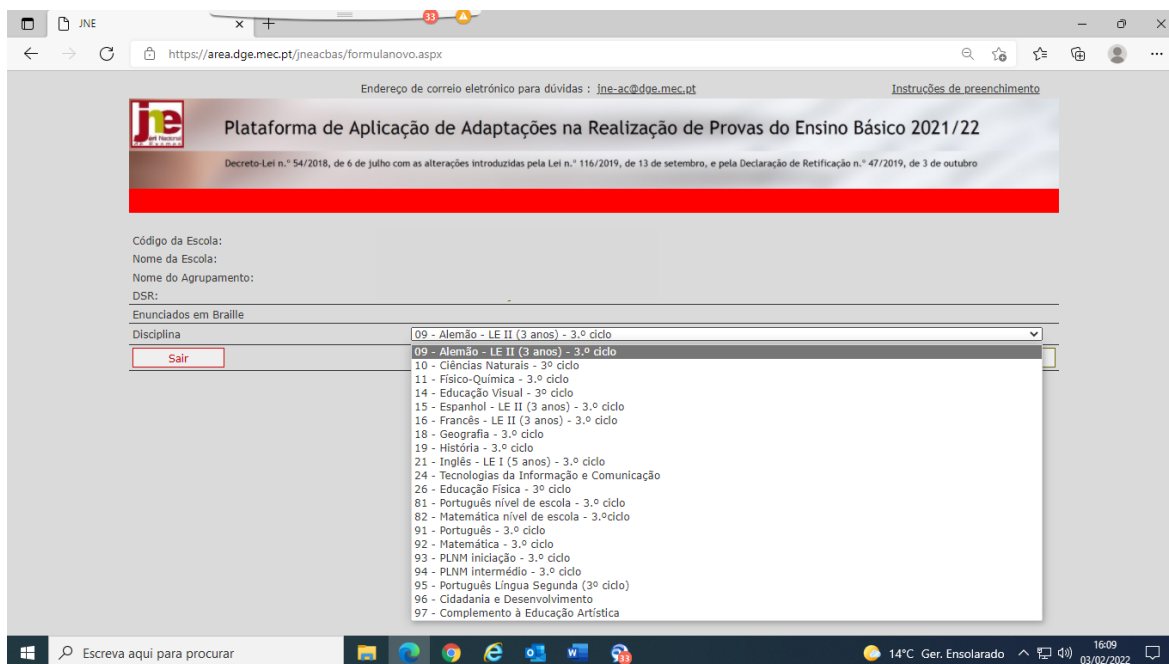 JNE
33
https://area.dge.mec.pt/jneacbas/formulanovo.aspx
Endereço de correio eletrónico para dúvidas : jne-ac@dge.mec.pt
Instruções de preenchimento
jne
Plataforma de Aplicação de Adaptações na Realização de Provas do Ensino Básico 2021/22
Decreto-Lei n.º 54/2018, de 6 de julho com as alterações introduzidas pela Lei n.º 116/2019, de 13 de setembro, e pela Declaração de Retificação n.º 47/2019, de 3 de outubro
Código da Escola:
Nome da Escola:
Nome do Agrupamento:
DSR:
-
Enunciados em Braille
Disciplina
09 - Alemão - LE II (3 anos) - 3.º ciclo
Sair
09 - Alemão - LE II (3 anos) - 3.º ciclo
10 - Ciências Naturais - 3º ciclo
11 - Físico-Química - 3.º ciclo
14 - Educação Visual - 3º ciclo
15 - Espanhol - LE II (3 anos) - 3.º ciclo
16 - Francês - LE II (3 anos) - 3.º ciclo
18 - Geografia - 3.º ciclo
19 - História - 3.º ciclo
21 - Inglês - LE I (5 anos) - 3.º ciclo
24 - Tecnologias da Informação e Comunicação
26 - Educação Física - 3º ciclo
81 - Português nível de escola - 3.º ciclo
82 - Matemática nível de escola - 3.ºciclo
91 - Português - 3.º ciclo
92 - Matemática - 3.º ciclo
93 - PLNM iniciação - 3.º ciclo
94 - PLNM intermédio - 3.º ciclo
95 - Português Língua Segunda (3º ciclo)
96 - Cidadania e Desenvolvimento
97 - Complemento à Educação Artística
Escreva aqui para procurar
33
14°C Ger. Ensolarado
16:09
03/02/2022